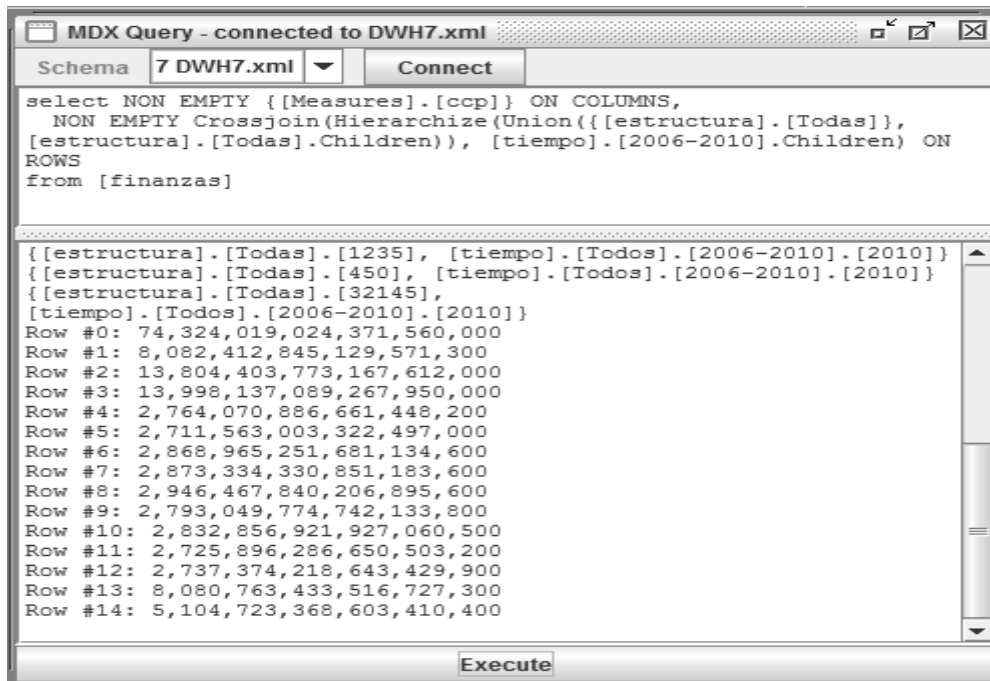 MDX Query - connected to DWH7.xml
Schema 7 DWH7.xml Connect
select NON EMPTY {[Measures].[ccp]} ON COLUMNS,
NON EMPTY Crossjoin(Hierarchize(Union({[estructura].[Todas]},
[estructura].[Todas].Children)), [tiempo].[2006-2010].Children) ON
ROWS
from [finanzas]
{[estructura].[Todas].[1235], [tiempo].[Todos].[2006-2010].[2010]}
{[estructura].[Todas].[450], [tiempo].[Todos].[2006-2010].[2010]}
{[estructura].[Todas].[32145],
[tiempo].[Todos].[2006-2010].[2010]}
Row #0: 74,324,019,024,371,560,000
Row #1: 8,082,412,845,129,571,300
Row #2: 13,804,403,773,167,612,000
Row #3: 13,998,137,089,267,950,000
Row #4: 2,764,070,886,661,448,200
Row #5: 2,711,563,003,322,497,000
Row #6: 2,868,965,251,681,134,600
Row #7: 2,873,334,330,851,183,600
Row #8: 2,946,467,840,206,895,600
Row #9: 2,793,049,774,742,133,800
Row #10: 2,832,856,921,927,060,500
Row #11: 2,725,896,286,650,503,200
Row #12: 2,737,374,218,643,429,900
Row #13: 8,080,763,433,516,727,300
Row #14: 5,104,723,368,603,410,400
Execute